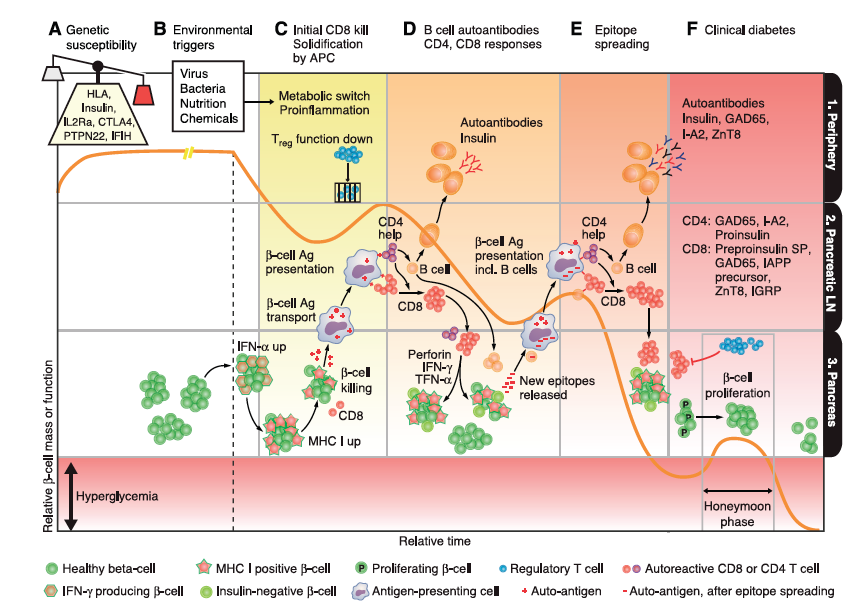 A Genetic
susceptibility
B Environmental
triggers
C Initial CD8 kill
Solidification
by APC
D B cell autoantibodies
CD4, CD8 responses
E Epitope
spreading
F Clinical diabetes
HLA,
Insulin,
IL2Ra, CTLA4,
PTPN22, IFIH
Virus
Bacteria
Nutrition
Chemicals
Metabolic switch
Proinflammation
Treg function down
Autoantibodies
Insulin
Autoantibodies
Insulin, GAD65,
I-A2, ZnT8
1. Periphery
β-cell Ag
presentation
β-cell Ag
transport
CD4
help
B cell
CD8
β-cell Ag
presentation
incl. B cells
CD4
help
B cell
CD8
CD4: GAD65, I-A2,
Proinsulin
CD8: Preproinsulin SP,
GAD65, IAPP
precursor,
ZnT8, IGRP
2. Pancreatic LN
IFN-α up
β-cell
killing
CD8
MHC I up
Perforin
IFN-γ
TFN-α
New epitopes
released
β-cell
proliferation
P
P
P
3. Pancreas
Relative β-cell mass or function
Hyperglycemia
Honeymoon
phase
Relative time
Healthy beta-cell
MHC I positive β-cell
P Proliferating β-cell
Regulatory T cell
Autoreactive CD8 or CD4 T cell
IFN-γ producing β-cell
Insulin-negative β-cell
Antigen-presenting cell
Auto-antigen
Auto-antigen, after epitope spreading